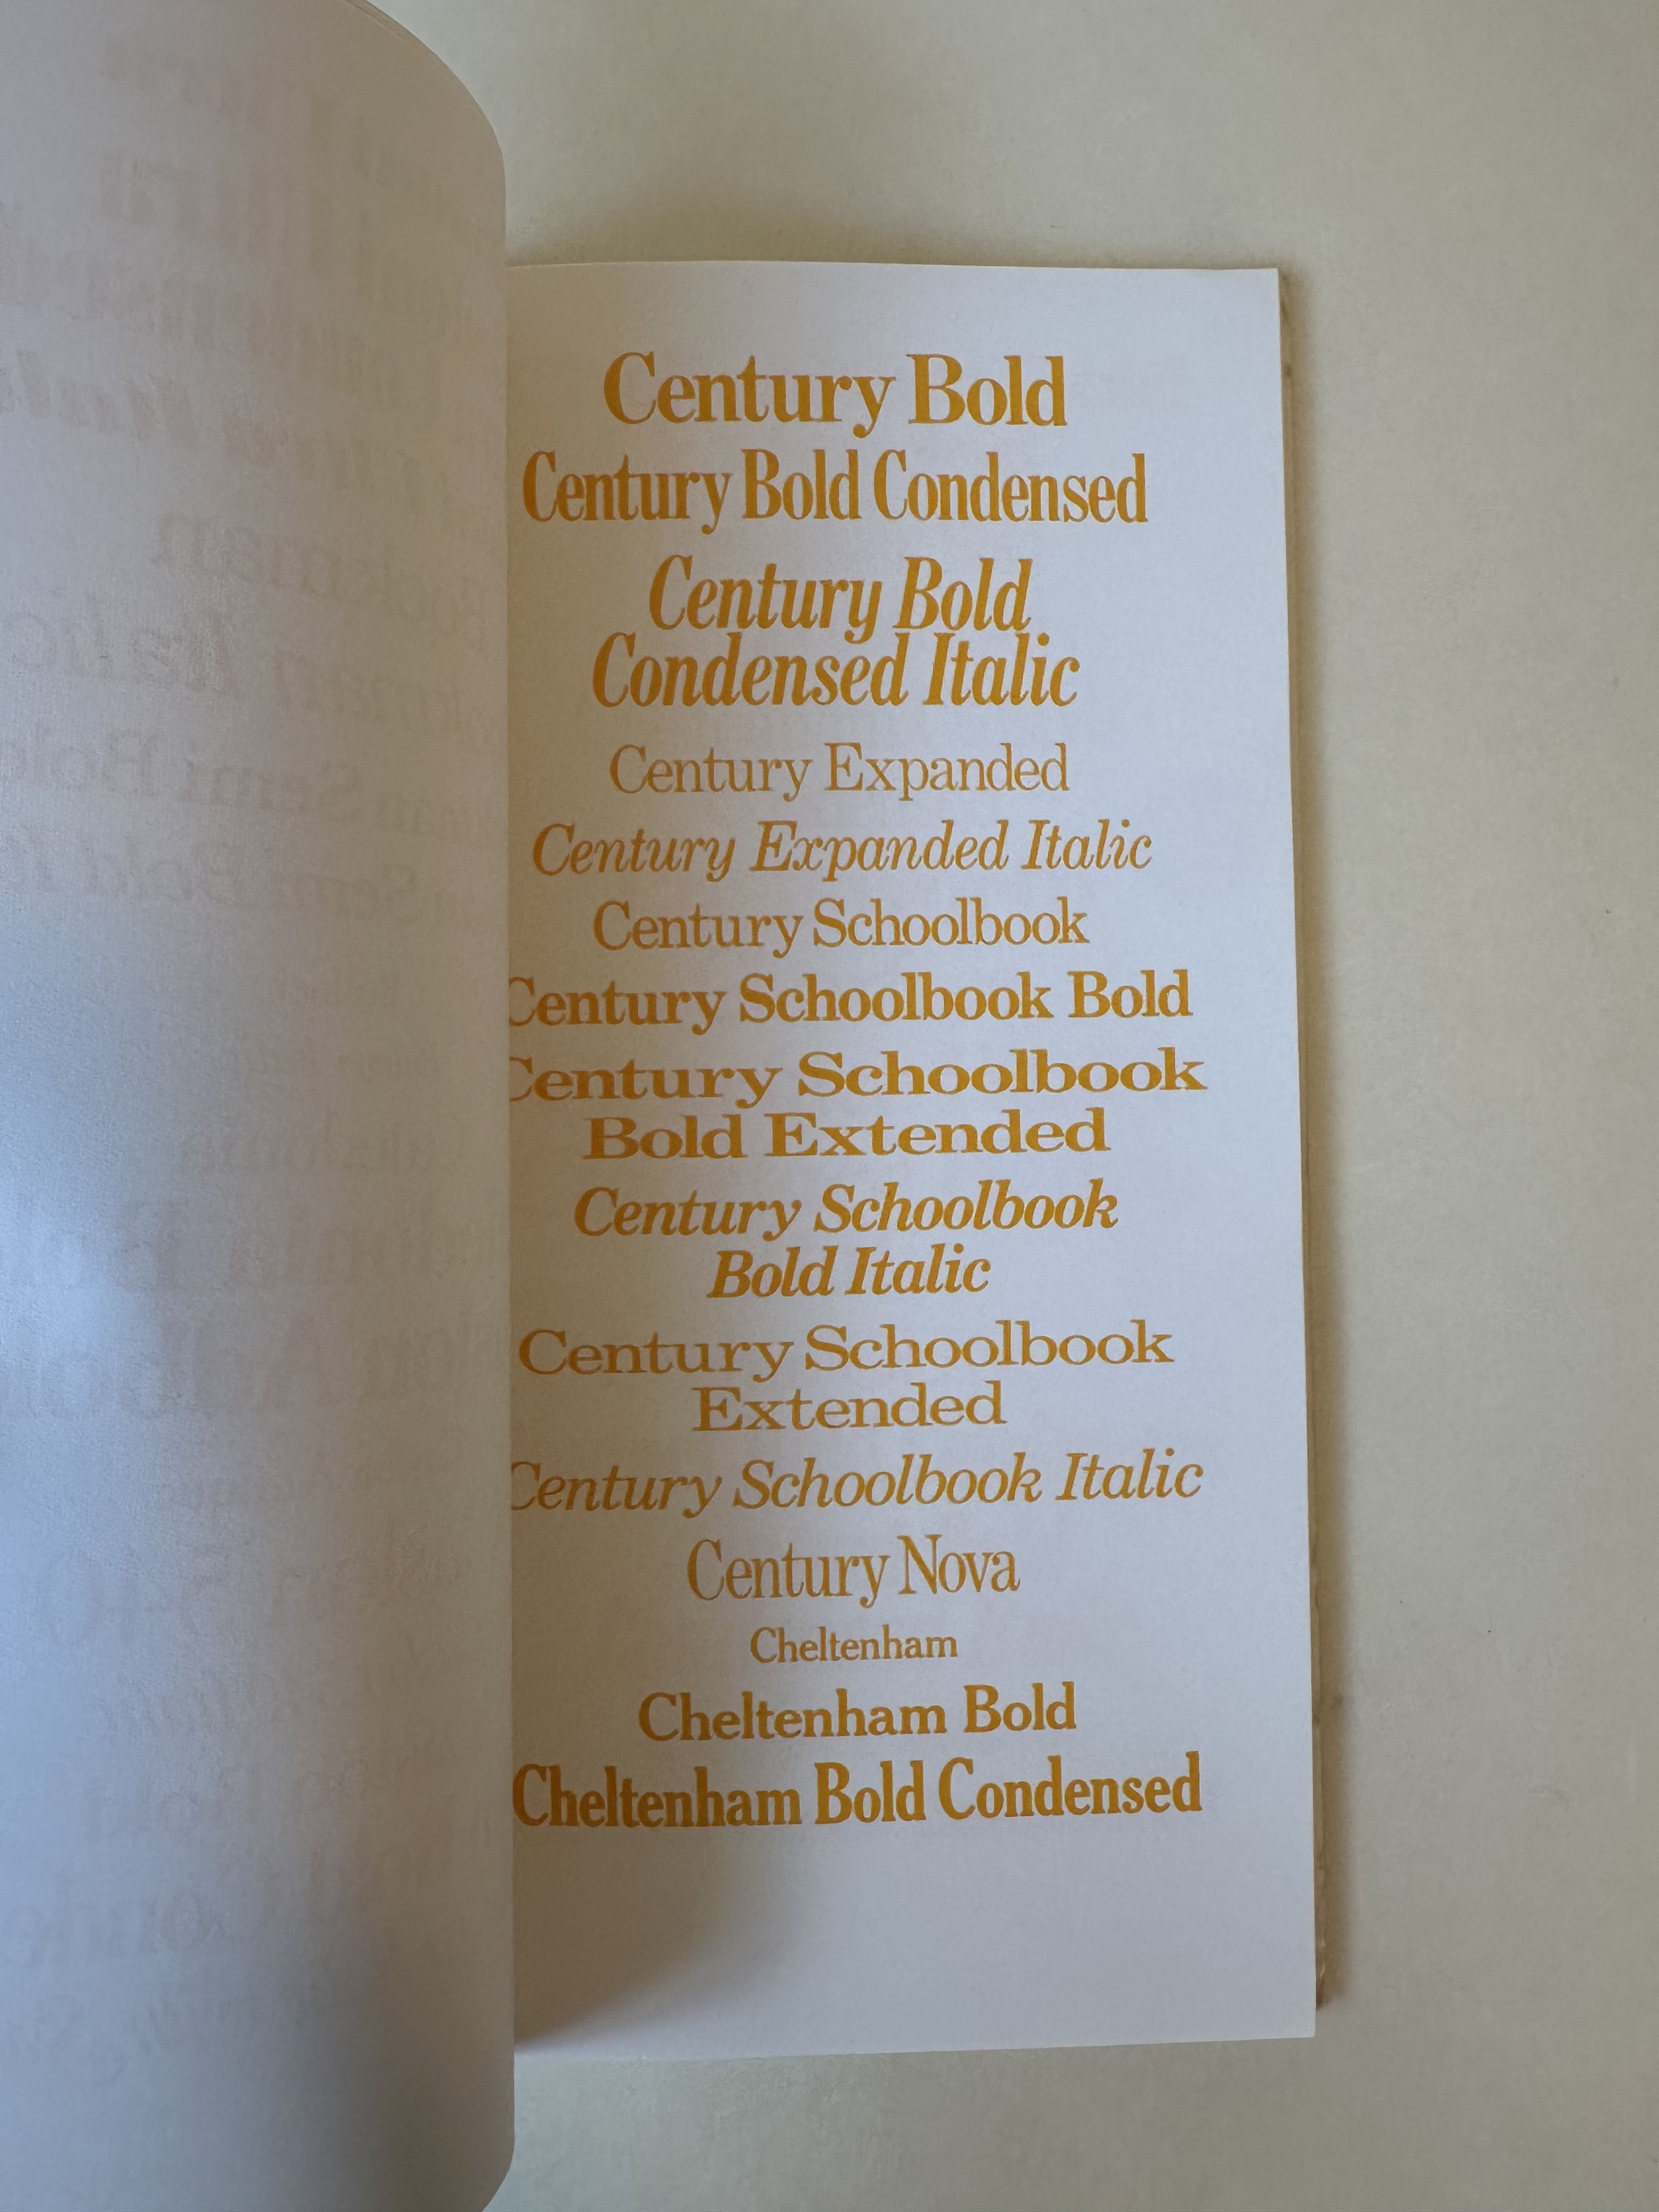 Century Bold
Century Bold Condensed
Century Bold
Condensed Italic
Century Expanded
Century Expanded Italic
Century Schoolbook
Century Schoolbook Bold
Century Schoolbook
Bold Extended
Century Schoolbook
Bold Italic
Century Schoolbook
Extended
Century Schoolbook Italic
Century Nova
Cheltenham
Cheltenham Bold
Cheltenham Bold Condensed